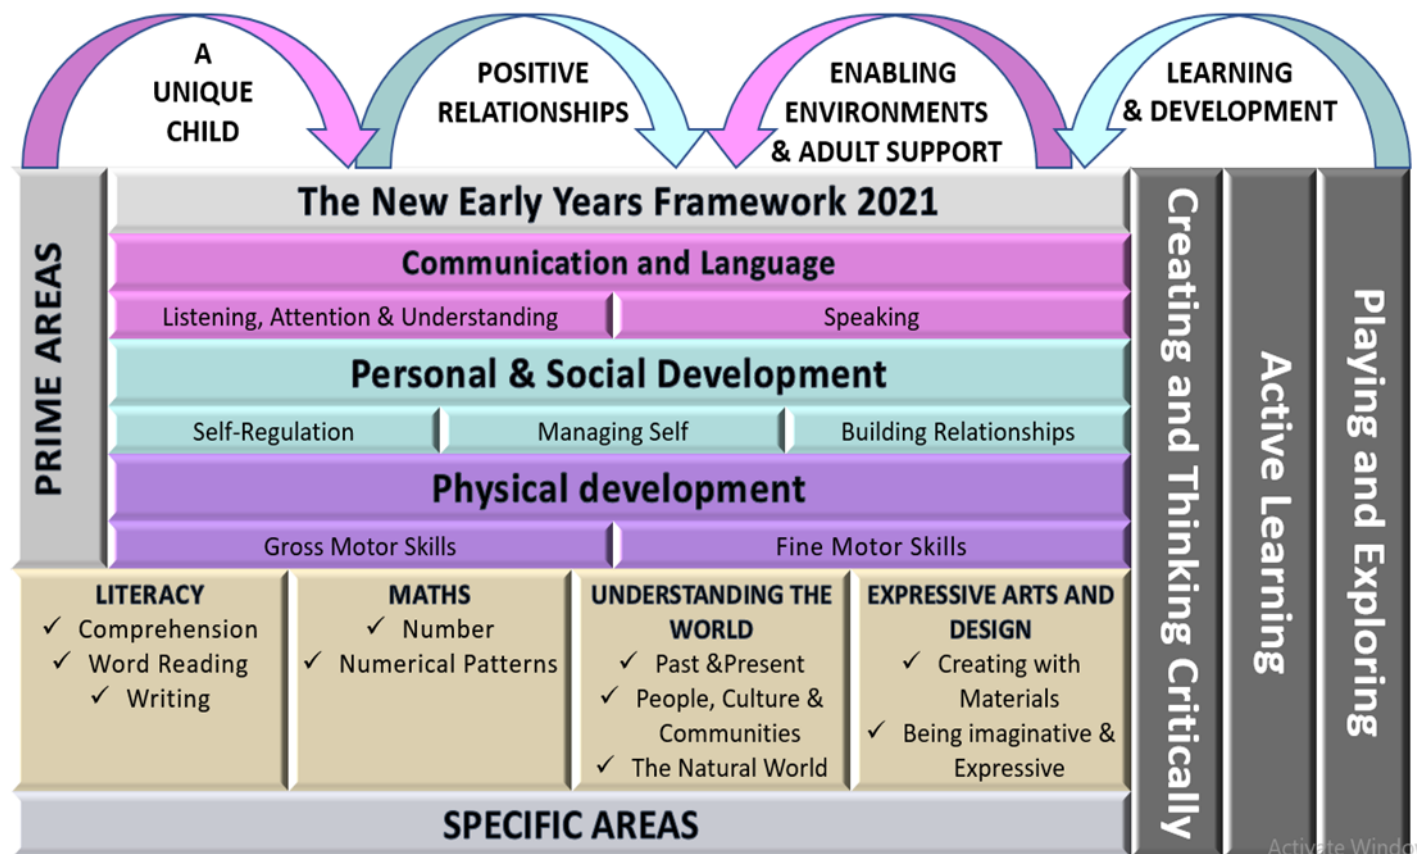 A
UNIQUE
CHILD
POSITIVE
RELATIONSHIPS
ENABLING
ENVIRONMENTS
& ADULT SUPPORT
LEARNING
& DEVELOPMENT
PRIME AREAS
The New Early Years Framework 2021
Communication and Language
Listening, Attention & Understanding
Speaking
Personal & Social Development
Self-Regulation
Managing Self
Building Relationships
Physical development
Gross Motor Skills
Fine Motor Skills
LITERACY
✓ Comprehension
✓ Word Reading
✓ Writing
MATHS
✓ Number
✓ Numerical Patterns
UNDERSTANDING THE
WORLD
✓ Past &Present
✓ People, Culture &
Communities
✓ The Natural World
EXPRESSIVE ARTS AND
DESIGN
✓ Creating with
Materials
✓ Being imaginative &
Expressive
SPECIFIC AREAS
Creating and Thinking Critically
Active Learning
Playing and Exploring
Activate Window